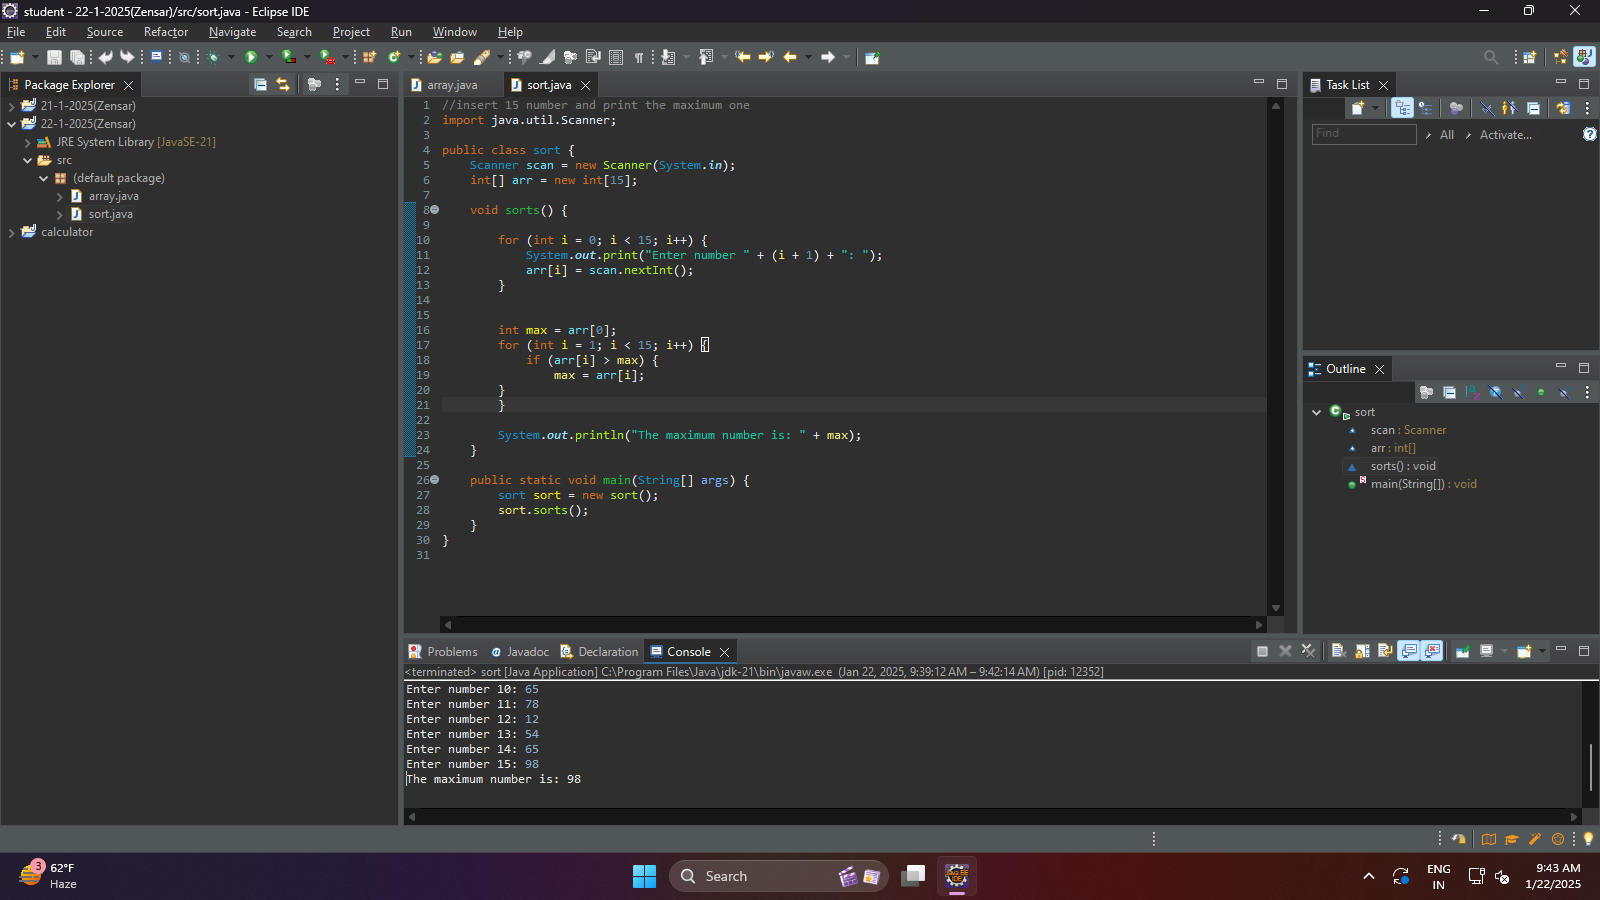 student - 22-1-2025(Zensar)/src/sort.java - Eclipse IDE
File Edit Source Refactor Navigate Search Project Run Window Help
Package Explorer
21-1-2025(Zensar)
22-1-2025(Zensar)
JRE System Library [JavaSE-21]
src
(default package)
array.java
sort.java
calculator
array.java sort.java
1 //insert 15 number and print the maximum one
2 import java.util.Scanner;
3
4 public class sort {
5 Scanner scan = new Scanner(System.in);
6 int[] arr = new int[15];
7
8 void sorts() {
9
10 for (int i = 0; i < 15; i++) {
11 System.out.print("Enter number " + (i + 1) + ": ");
12 arr[i] = scan.nextInt();
13 }
14
15
16 int max = arr[0];
17 for (int i = 1; i < 15; i++) {
18 if (arr[i] > max) {
19 max = arr[i];
20 }
21 }
22
23 System.out.println("The maximum number is: " + max);
24 }
25
26 public static void main(String[] args) {
27 sort sort = new sort();
28 sort.sorts();
29 }
30 }
31
Task List
Find All Activate...
Outline
sort
scan : Scanner
arr : int[]
sorts() : void
main(String[]) : void
Problems Javadoc Declaration Console
<terminated> sort [Java Application] C:\Program Files\Java\jdk-21\bin\javaw.exe (Jan 22, 2025, 9:39:12 AM – 9:42:14 AM) [pid: 12352]
Enter number 10: 65
Enter number 11: 78
Enter number 12: 12
Enter number 13: 54
Enter number 14: 65
Enter number 15: 98
The maximum number is: 98
3
62°F
Haze
Search
ENG
IN
9:43 AM
1/22/2025